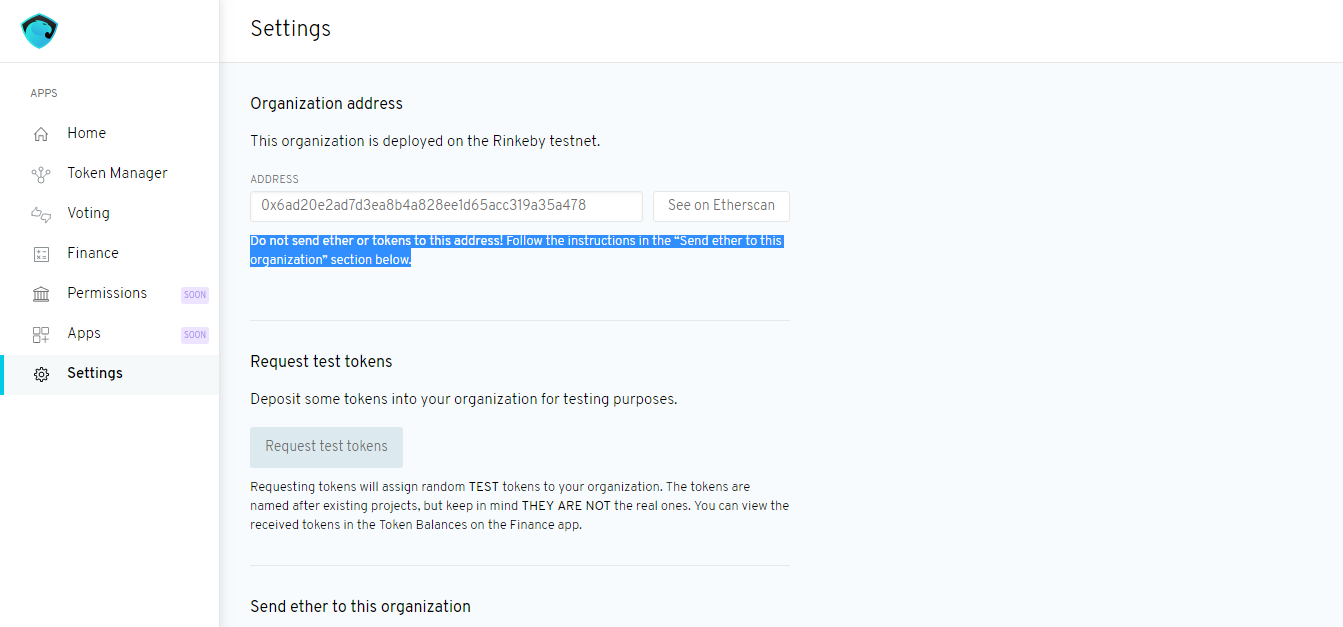 Settings
APPS
Home
Token Manager
Voting
Finance
Permissions SOON
Apps SOON
Settings
Organization address
This organization is deployed on the Rinkeby testnet.
ADDRESS
0x6ad20e2ad7d3ea8b4a828ee1d65acc319a35a478 See on Etherscan
Do not send ether or tokens to this address! Follow the instructions in the “Send ether to this
organization” section below.
Request test tokens
Deposit some tokens into your organization for testing purposes.
Request test tokens
Requesting tokens will assign random TEST tokens to your organization. The tokens are
named after existing projects, but keep in mind THEY ARE NOT the real ones. You can view the
received tokens in the Token Balances on the Finance app.
Send ether to this organization